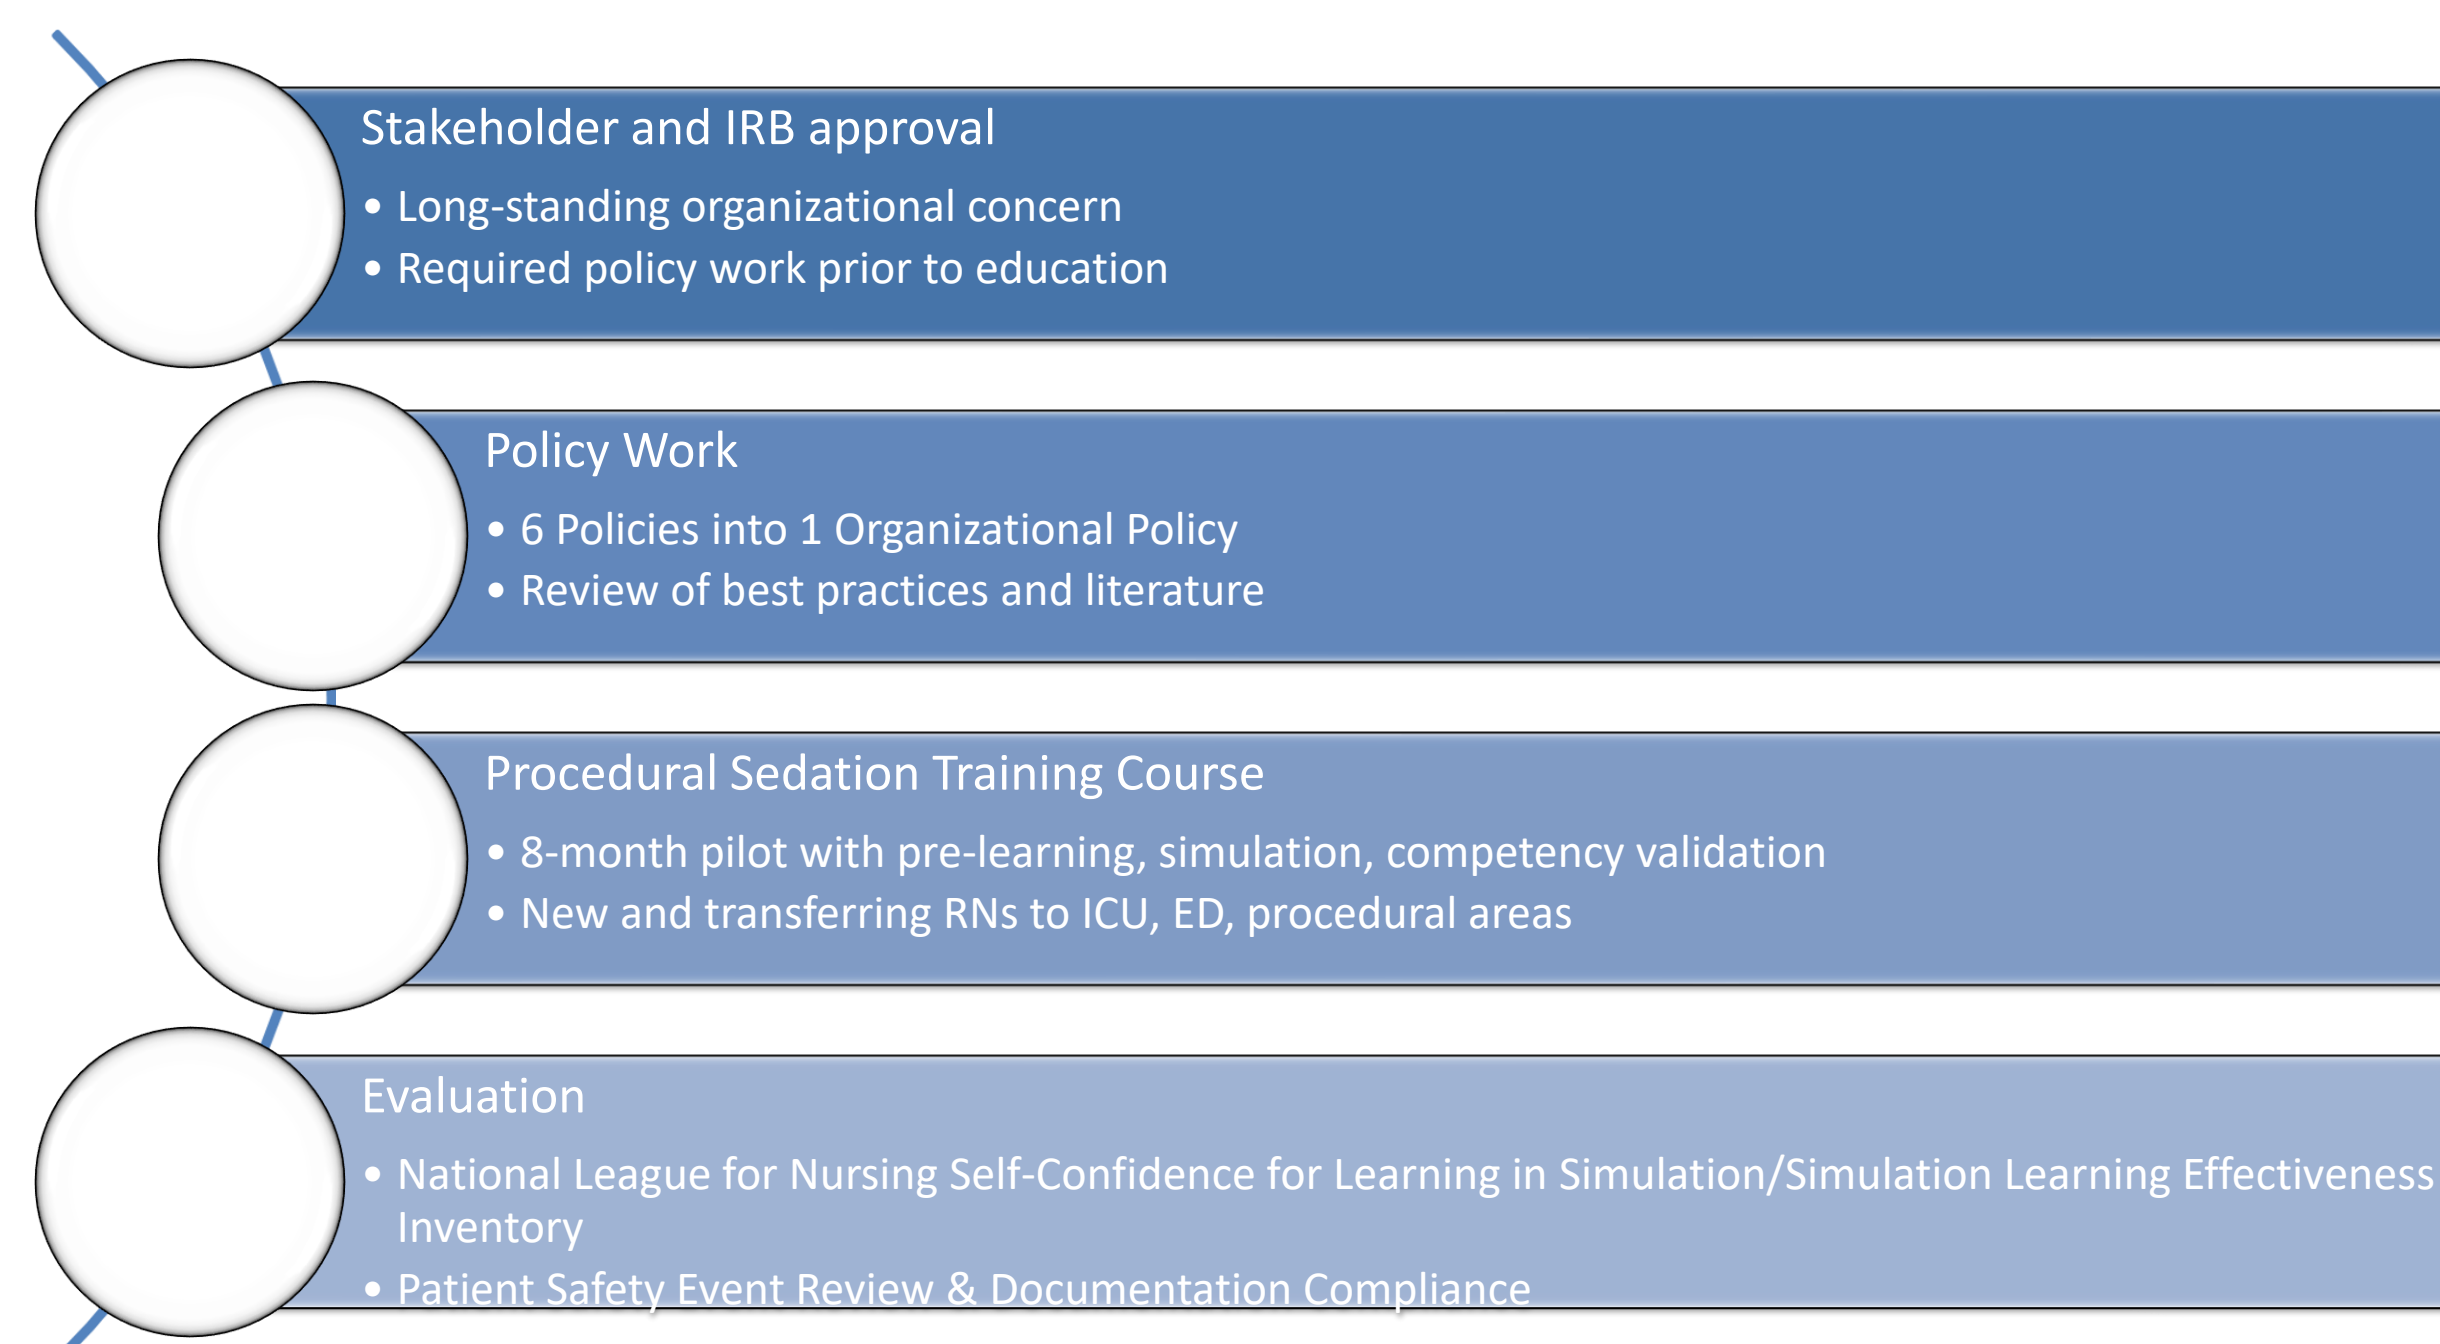 Stakeholder and IRB approval
• Long-standing organizational concern
• Required policy work prior to education
Policy Work
• 6 Policies into 1 Organizational Policy
• Review of best practices and literature
Procedural Sedation Training Course
• 8-month pilot with pre-learning, simulation, competency validation
• New and transferring RNs to ICU, ED, procedural areas
Evaluation
• National League for Nursing Self-Confidence for Learning in Simulation/Simulation Learning Effectiveness
Inventory
• Patient Safety Event Review & Documentation Compliance